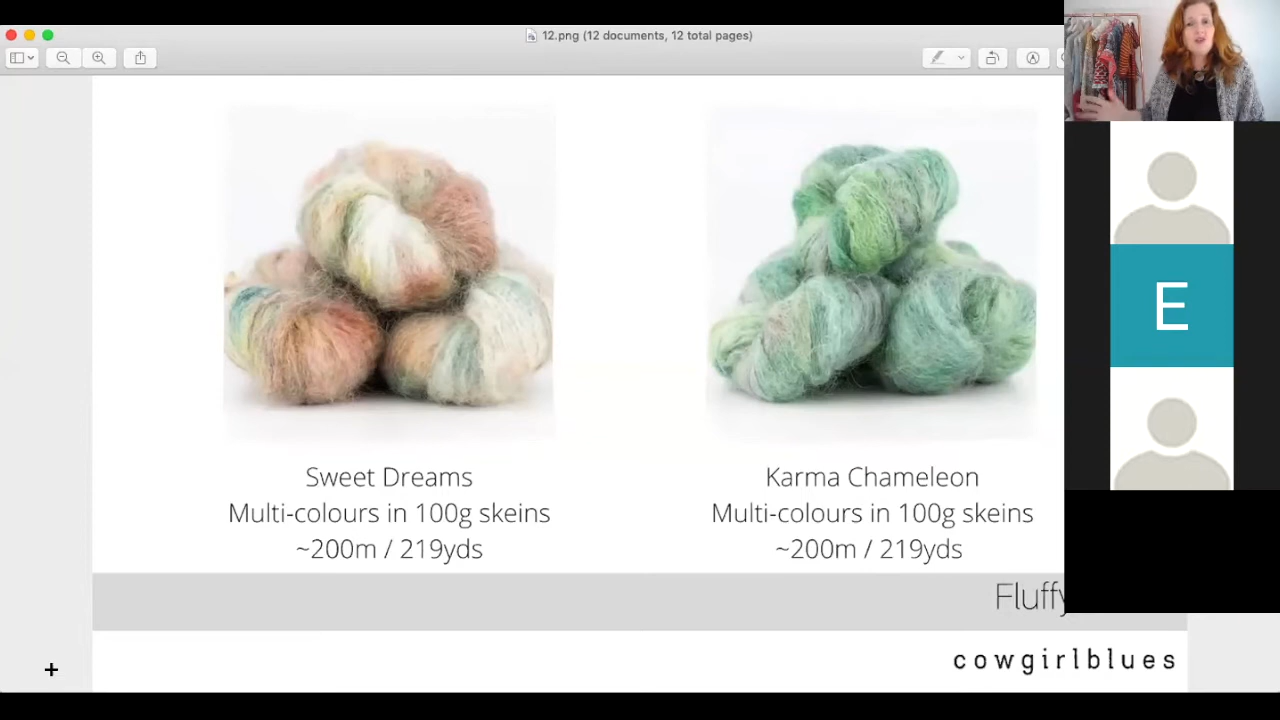 12.png (12 documents, 12 total pages)
E
Sweet Dreams
Multi-colours in 100g skeins
~200m / 219yds
Karma Chameleon
Multi-colours in 100g skeins
~200m / 219yds
Fluffy
cowgirlblues